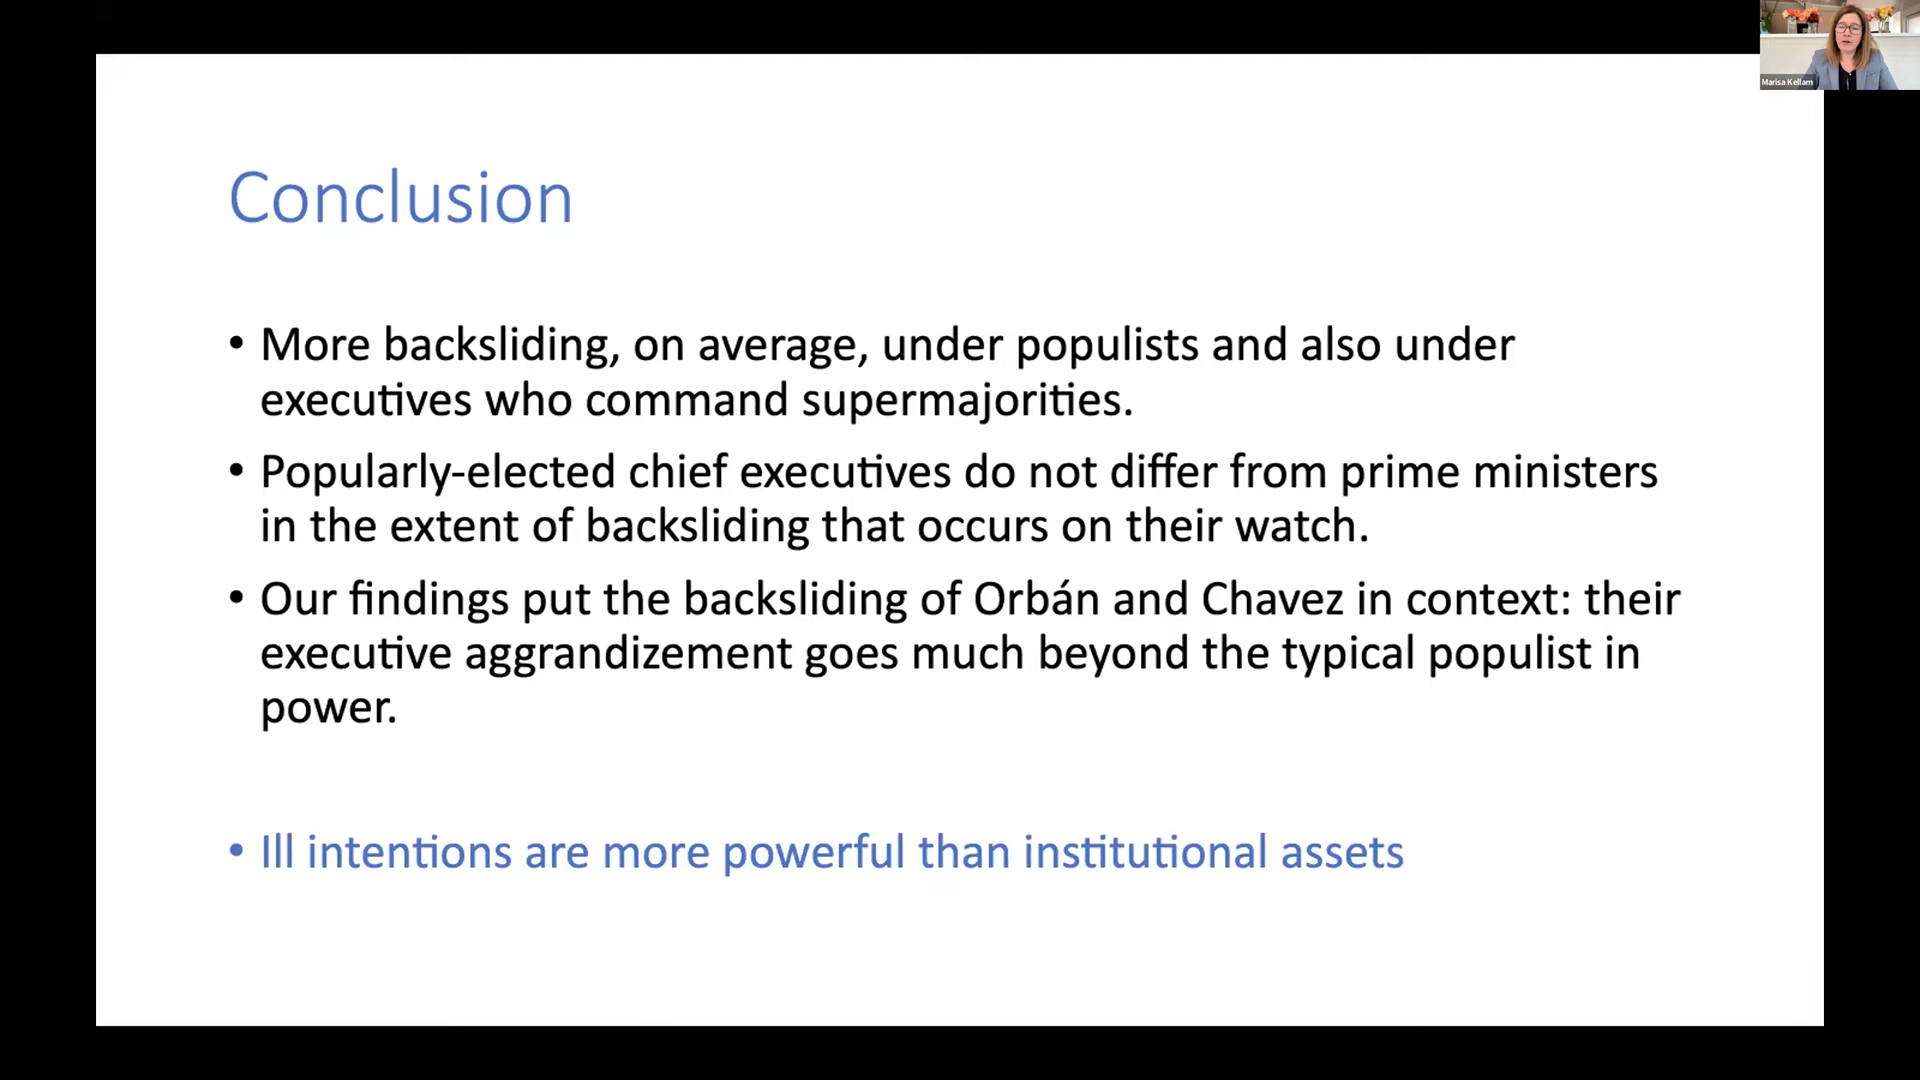 Marisa Kellam
Conclusion
• More backsliding, on average, under populists and also under
executives who command supermajorities.
• Popularly-elected chief executives do not differ from prime ministers
in the extent of backsliding that occurs on their watch.
• Our findings put the backsliding of Orbán and Chavez in context: their
executive aggrandizement goes much beyond the typical populist in
power.
• Ill intentions are more powerful than institutional assets